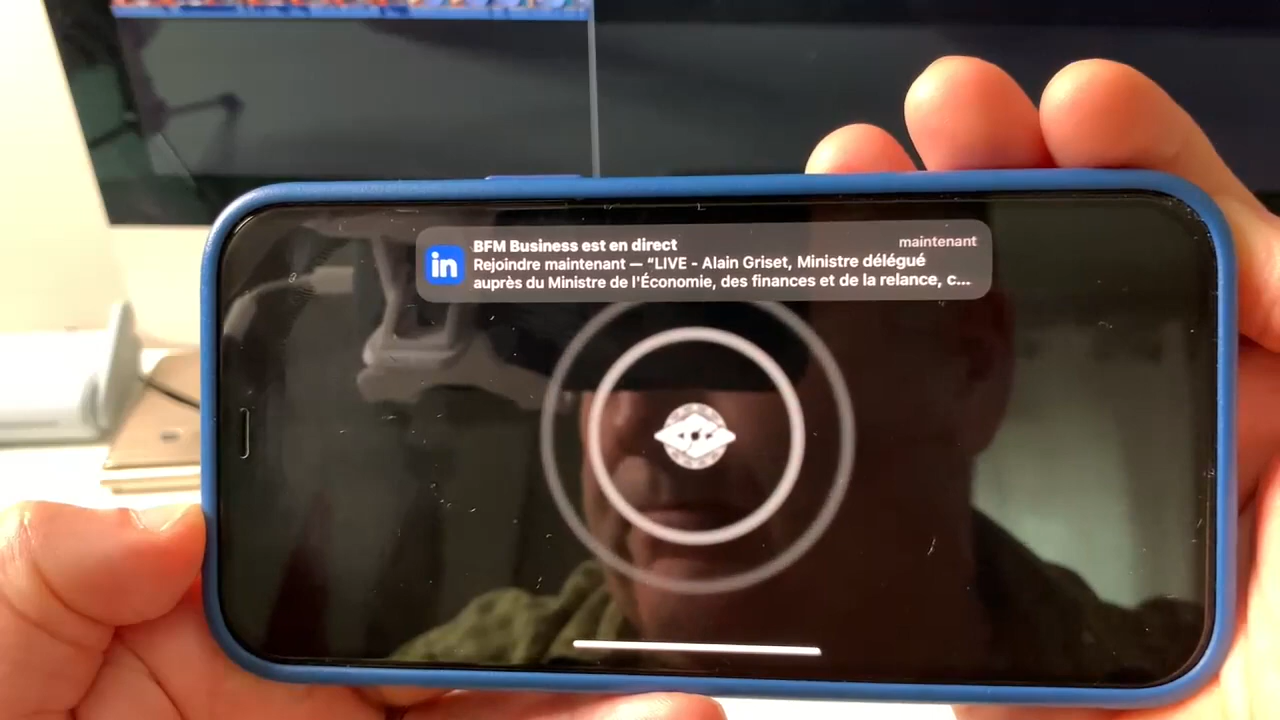 BFM Business est en direct
maintenant
in
Rejoindre maintenant — “LIVE - Alain Griset, Ministre délégué
auprès du Ministre de l'Économie, des finances et de la relance, c...